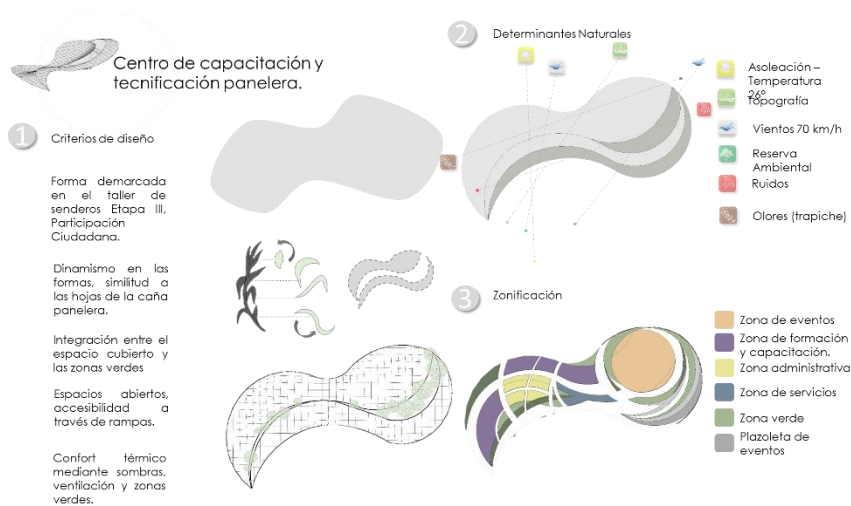 Centro de capacitación y
tecnificación panelera.
1
Criterios de diseño
Forma demarcada
en el taller de
senderos Etapa III,
Participación
Ciudadana.
Dinamismo en las
formas, similitud a
las hojas de la caña
panelera.
Integración entre el
espacio cubierto y
las zonas verdes
Espacios abiertos,
accesibilidad a
través de rampas.
Confort térmico
mediante sombras,
ventilación y zonas
verdes.
2
Determinantes Naturales
Asoleación –
Temperatura
26º
Topografía
Vientos 70 km/h
Reserva
Ambiental
Ruidos
Olores (trapiche)
3
Zonificación
Zona de eventos
Zona de formación
y capacitación.
Zona administrativa
Zona de servicios
Zona verde
Plazoleta de
eventos